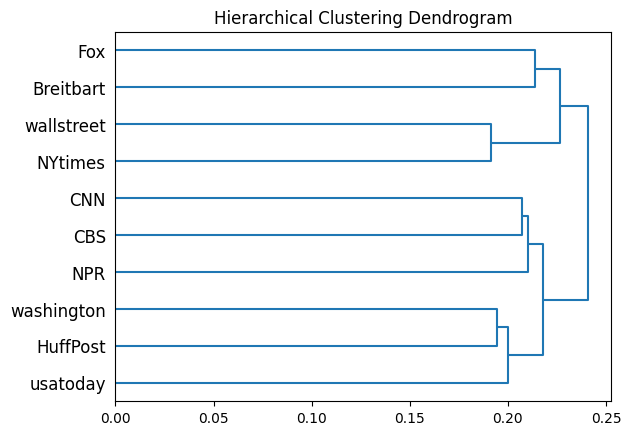 Hierarchical Clustering Dendrogram
Fox
Breitbart
wallstreet
NYtimes
CNN
CBS
NPR
washington
HuffPost
usatoday
0.00 0.05 0.10 0.15 0.20 0.25